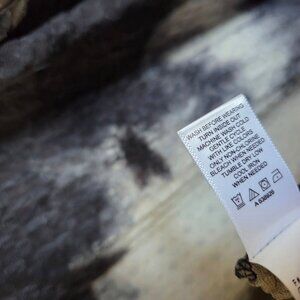 WASH BEFORE WEARING
TURN INSIDE OUT
MACHINE WASH COLD
GENTLE CYCLE
WITH LIKE COLORS
ONLY NON-CHLORINE
BLEACH WHEN NEEDED
TUMBLE DRY LOW
COOL IRON
WHEN NEEDED